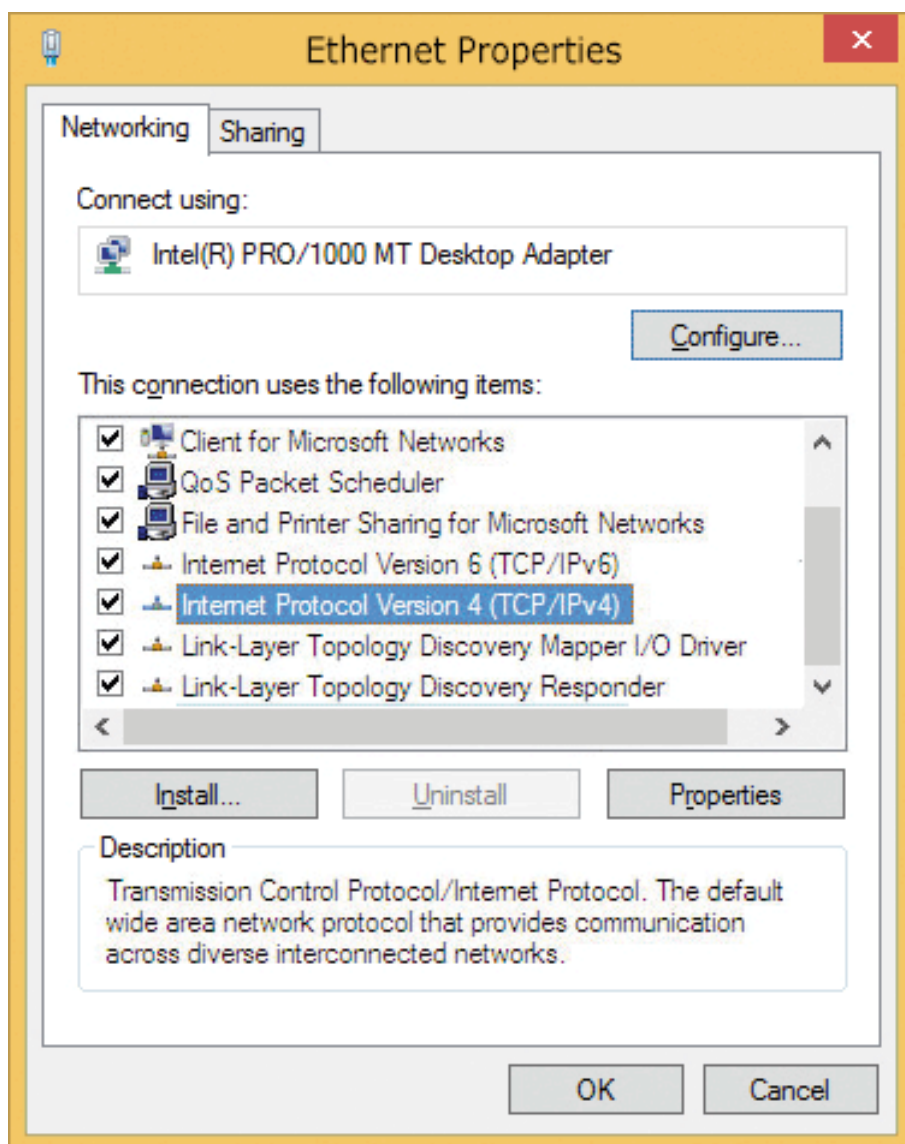 Ethernet Properties
Networking
Sharing
Connect using:
Intel(R) PRO/1000 MT Desktop Adapter
Configure...
This connection uses the following items:
Client for Microsoft Networks
QoS Packet Scheduler
File and Printer Sharing for Microsoft Networks
Internet Protocol Version 6 (TCP/IPv6)
Internet Protocol Version 4 (TCP/IPv4)
Link-Layer Topology Discovery Mapper I/O Driver
Link-Layer Topology Discovery Responder
Install...
Uninstall
Properties
Description
Transmission Control Protocol/Internet Protocol. The default
wide area network protocol that provides communication
across diverse interconnected networks.
OK
Cancel